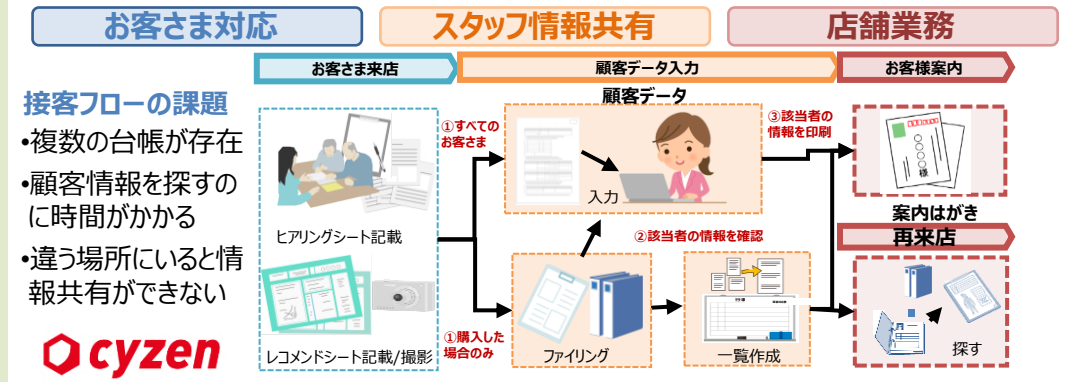 お客さま対応
スタッフ情報共有
店舗業務
お客さま来店
顧客データ入力
お客様案内
接客フローの課題
•複数の台帳が存在
•顧客情報を探すの
に時間がかかる
•違う場所にいると情
報共有ができない
cyzen
ヒアリングシート記載
レコメンドシート記載/撮影
①すべての
お客さま
①購入した
場合のみ
顧客データ
入力
②該当者の情報を確認
ファイリング
一覧作成
③該当者の
情報を印刷
〇〇〇〇様
案内はがき
再来店
探す